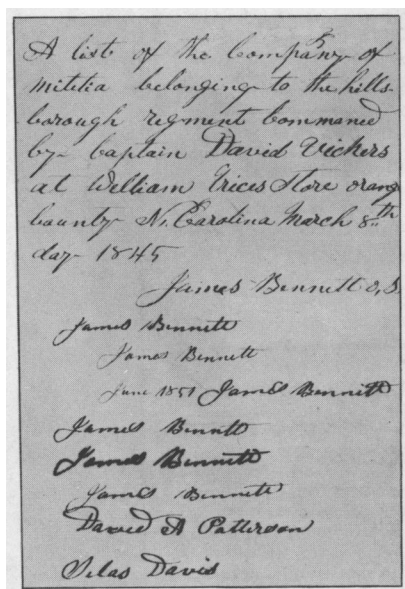 A list of the Company of
militia belonging to the hills-
borough regment Commaned
by Captain David Vickers
at William Trices Store orang
County N. Carolina March 8th
day 1845
James Bennett O,S
James Bennett
James Bennett
June 1851 James Bennett
James Bennett
James Bennett
James Bennett
David A Patterson
Silas Davis